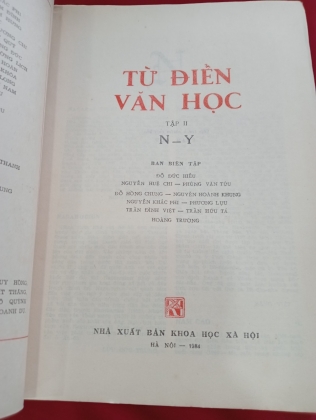 TỪ ĐIỂN
VĂN HỌC
TẬP II
N—Y
BAN BIÊN TẬP
ĐỖ ĐỨC HIỂU
NGUYỄN HUỆ CHI — PHÙNG VĂN TỬU
ĐỖ HỒNG CHUNG — NGUYỄN HOÀNH KHUNG
NGUYỄN KHẮC PHI — PHƯƠNG LỰU
TRẦN ĐĂNG VIỆT — TRẦN HỮU TÁ
HOÀNG TRƯỜNG
NHÀ XUẤT BẢN KHOA HỌC XÃ HỘI
HÀ NỘI — 1984